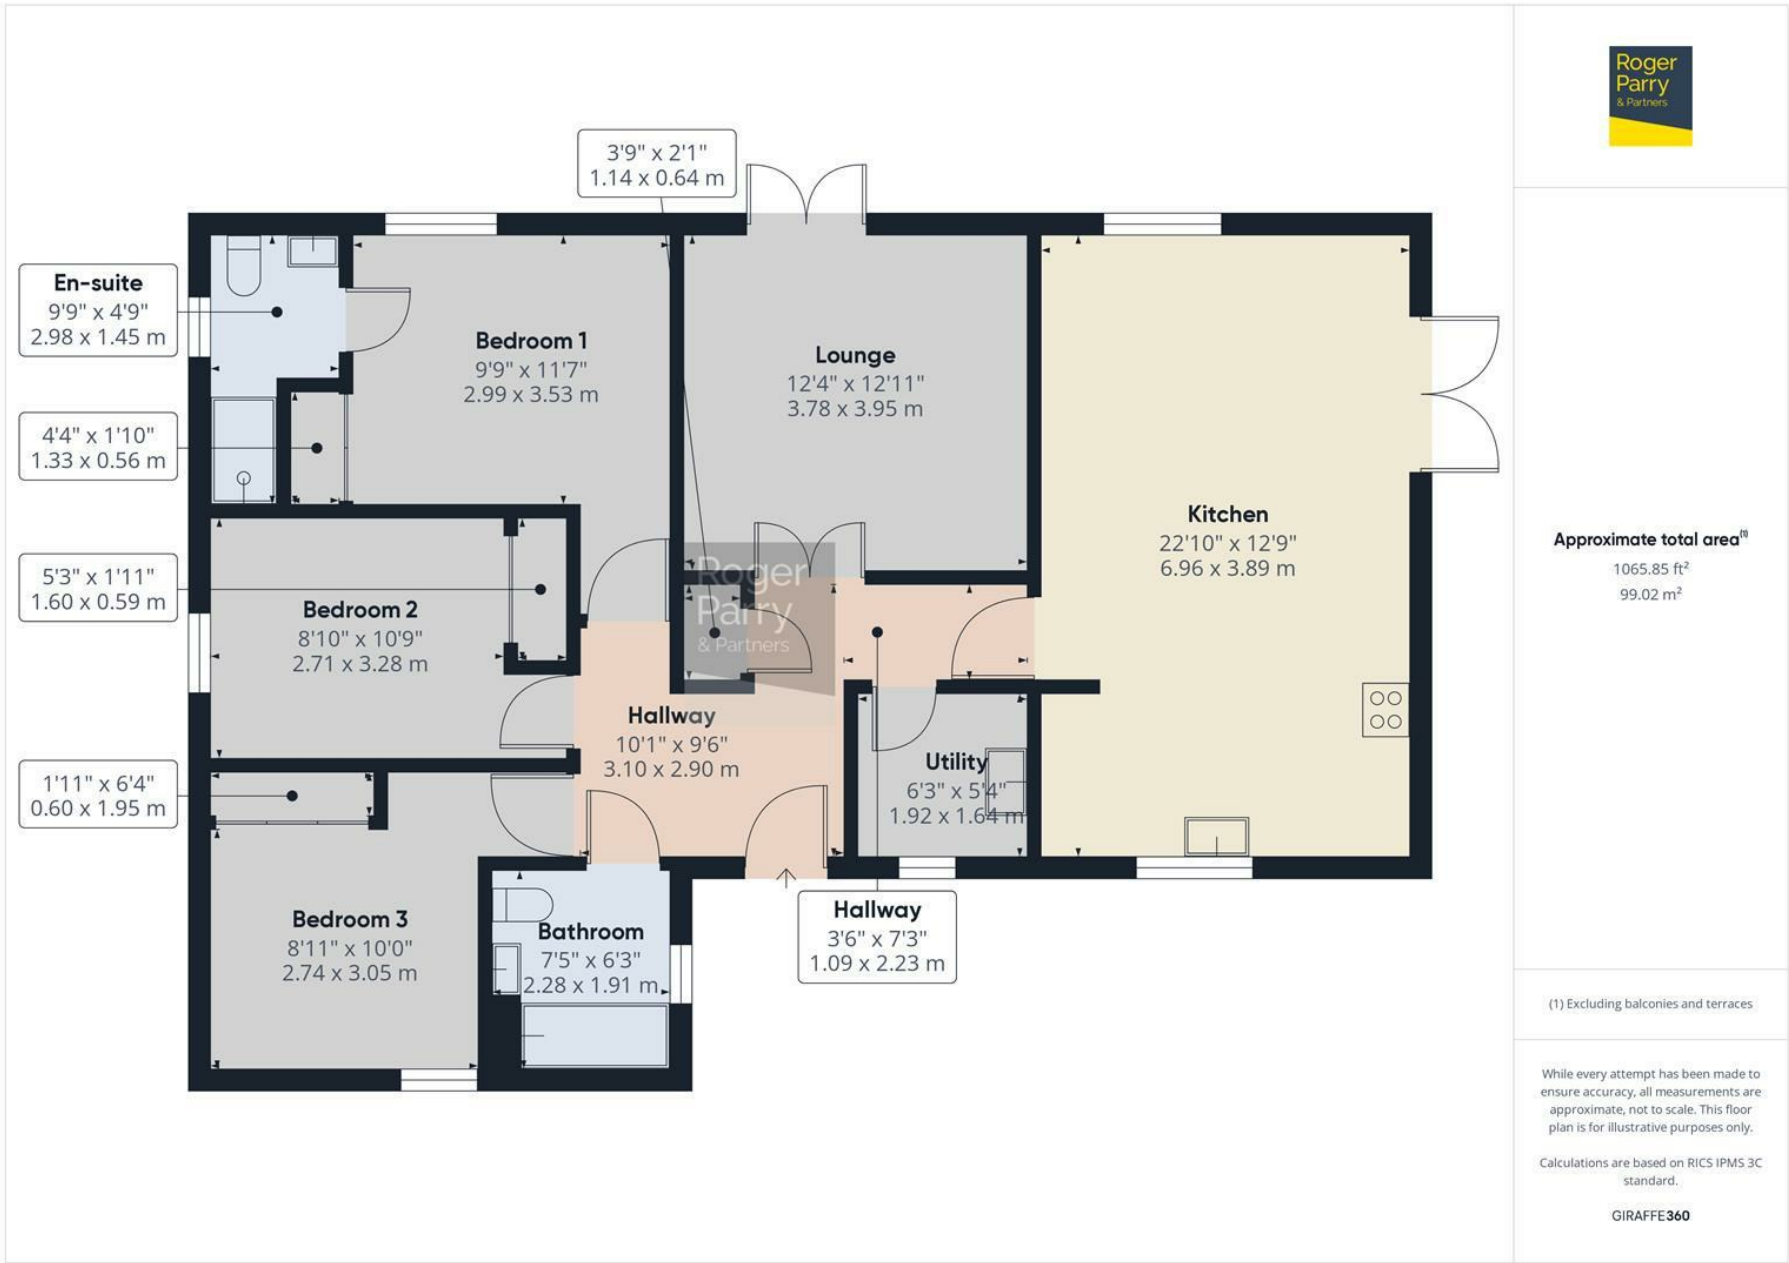 Roger
Parry
& Partners
3'9" x 2'1"
1.14 x 0.64 m
En-suite
9'9" x 4'9"
2.98 x 1.45 m
Bedroom 1
9'9" x 11'7"
2.99 x 3.53 m
Lounge
12'4" x 12'11"
3.78 x 3.95 m
4'4" x 1'10"
1.33 x 0.56 m
Kitchen
22'10" x 12'9"
6.96 x 3.89 m
Approximate total area(1)
1065.85 ft²
99.02 m²
5'3" x 1'11"
1.60 x 0.59 m
Bedroom 2
8'10" x 10'9"
2.71 x 3.28 m
Roger
Parry
& Partners
Hallway
10'1" x 9'6"
3.10 x 2.90 m
Utility
6'3" x 5'4"
1.92 x 1.64 m
1'11" x 6'4"
0.60 x 1.95 m
Bedroom 3
8'11" x 10'0"
2.74 x 3.05 m
Bathroom
7'5" x 6'3"
2.28 x 1.91 m
Hallway
3'6" x 7'3"
1.09 x 2.23 m
(1) Excluding balconies and terraces
While every attempt has been made to
ensure accuracy, all measurements are
approximate, not to scale. This floor
plan is for illustrative purposes only.
Calculations are based on RICS IPMS 3C
standard.
GIRAFFE360